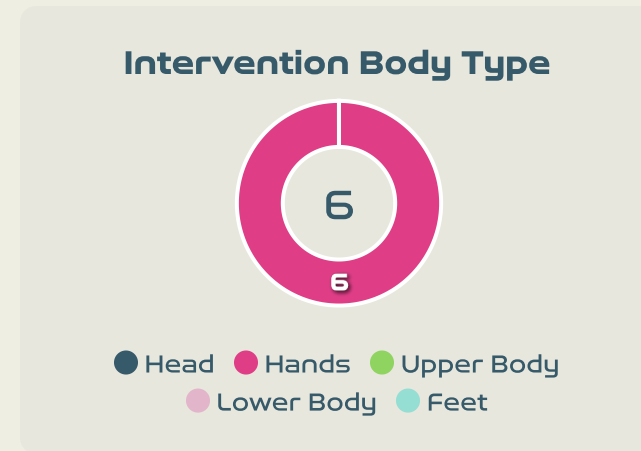 Intervention Body Type
6
6
Head Hands Upper Body
Lower Body Feet